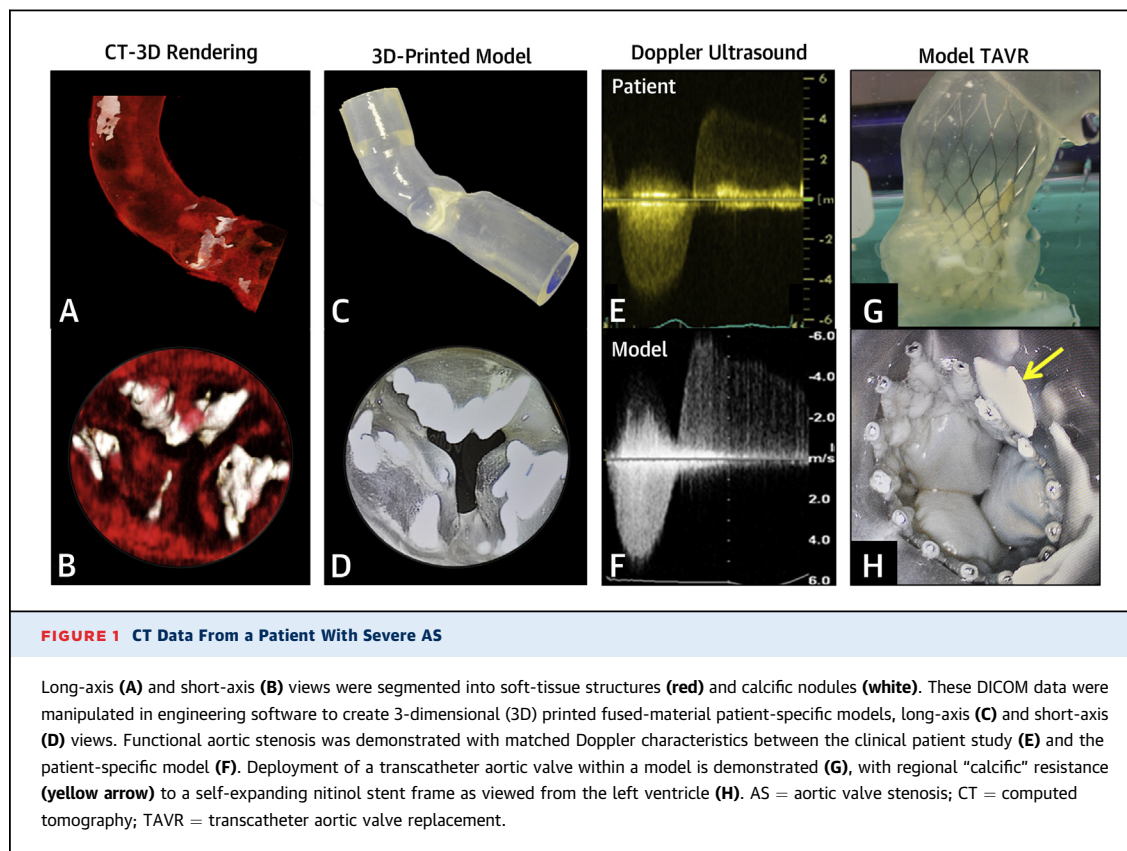 CT-3D Rendering
3D-Printed Model
Doppler Ultrasound
Model TAVR
A
B
C
D
Patient
6
4
2
[m
-2
-4
-6
E
Model
-6.0
-4.0
-2.0
m/s
2.0
4.0
6.0
F
G
H
FIGURE 1 CT Data From a Patient With Severe AS
Long-axis (A) and short-axis (B) views were segmented into soft-tissue structures (red) and calcific nodules (white). These DICOM data were
manipulated in engineering software to create 3-dimensional (3D) printed fused-material patient-specific models, long-axis (C) and short-axis
(D) views. Functional aortic stenosis was demonstrated with matched Doppler characteristics between the clinical patient study (E) and the
patient-specific model (F). Deployment of a transcatheter aortic valve within a model is demonstrated (G), with regional “calcific” resistance
(yellow arrow) to a self-expanding nitinol stent frame as viewed from the left ventricle (H). AS = aortic valve stenosis; CT = computed
tomography; TAVR = transcatheter aortic valve replacement.